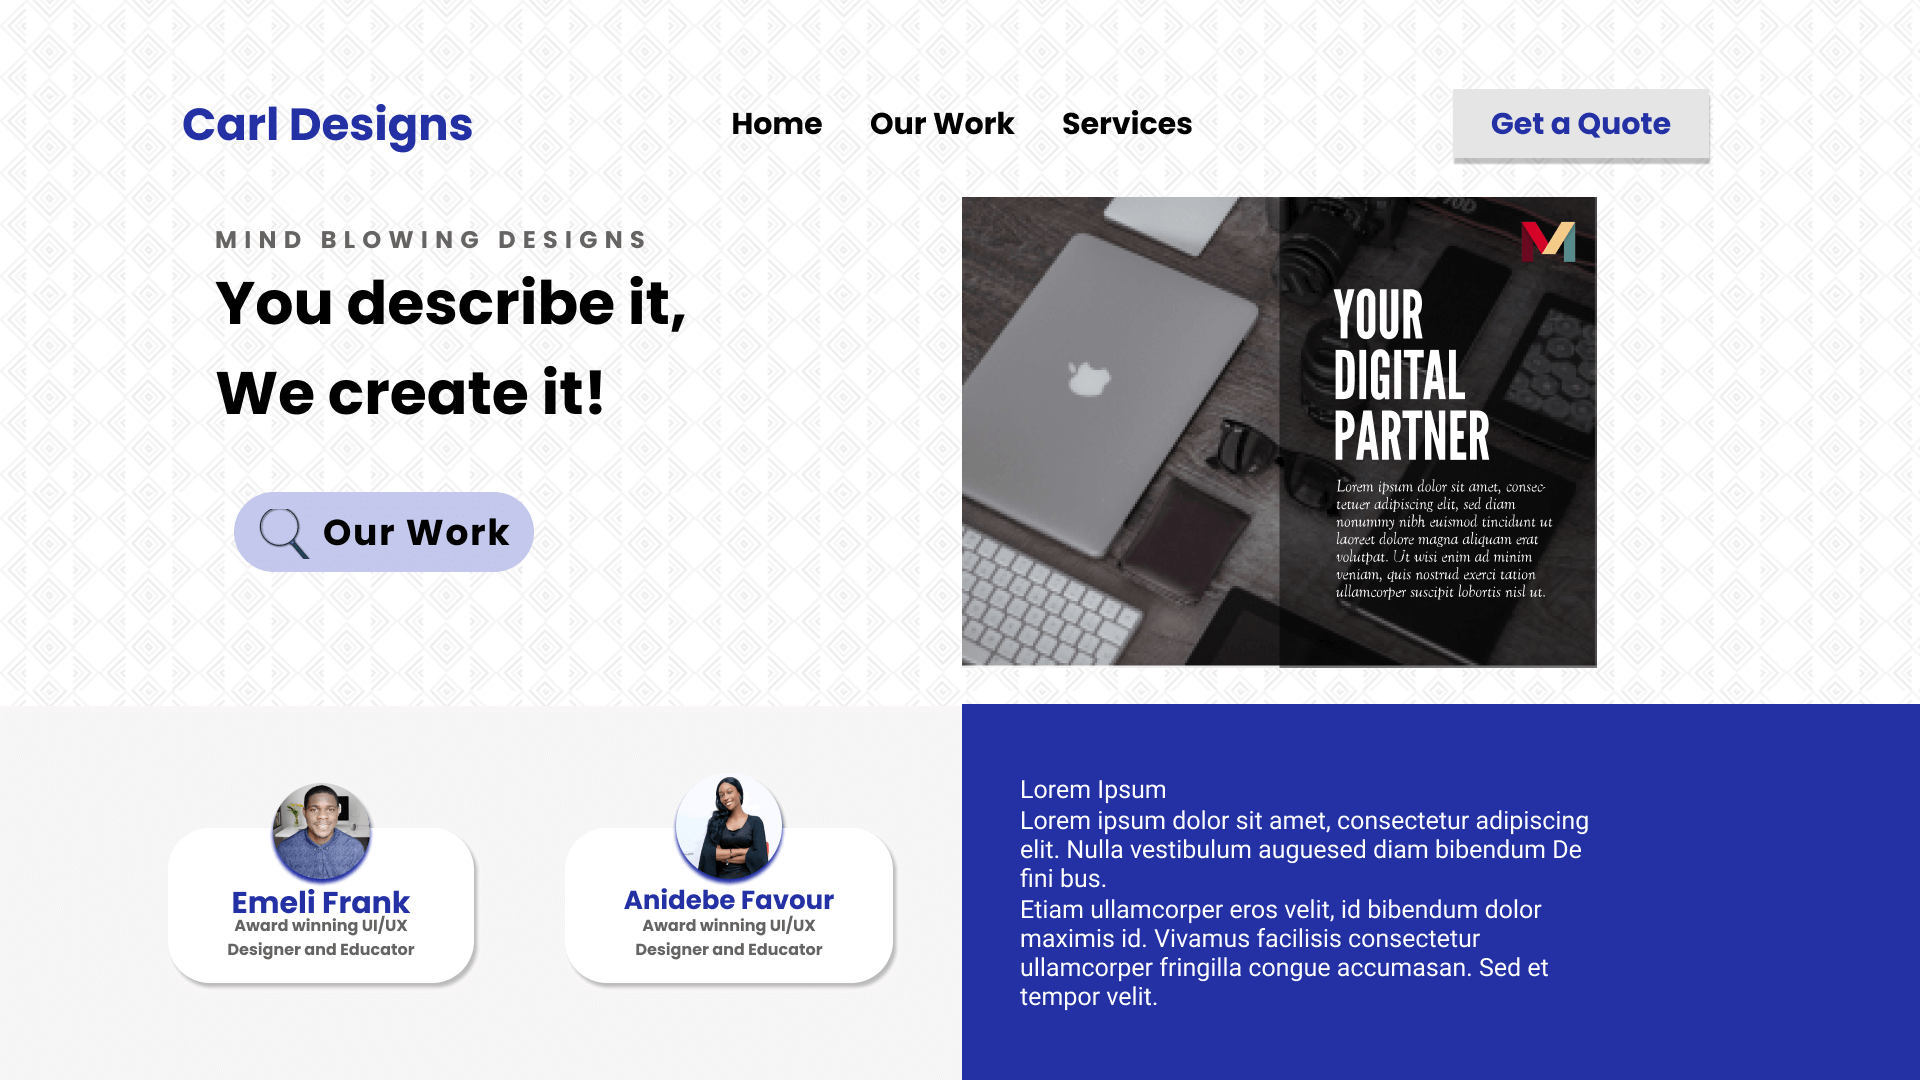 Carl Designs
Home
Our Work
Services
Get a Quote
MIND BLOWING DESIGNS
You describe it,
We create it!
Our Work
YOUR
DIGITAL
PARTNER
Lorem ipsum dolor sit amet, consec-
tetuer adipiscing elit, sed diam
nonummy nibh euismod tincidunt ut
laoreet dolore magna aliquam erat
volutpat. Ut wisi enim ad minim
veniam, quis nostrud exerci tation
ullamcorper suscipit lobortis nisl ut.
Emeli Frank
Award winning UI/UX
Designer and Educator
Anidebe Favour
Award winning UI/UX
Designer and Educator
Lorem Ipsum
Lorem ipsum dolor sit amet, consectetur adipiscing
elit. Nulla vestibulum auguesed diam bibendum De
fini bus.
Etiam ullamcorper eros velit, id bibendum dolor
maximis id. Vivamus facilisis consectetur
ullamcorper fringilla congue accumasan. Sed et
tempor velit.